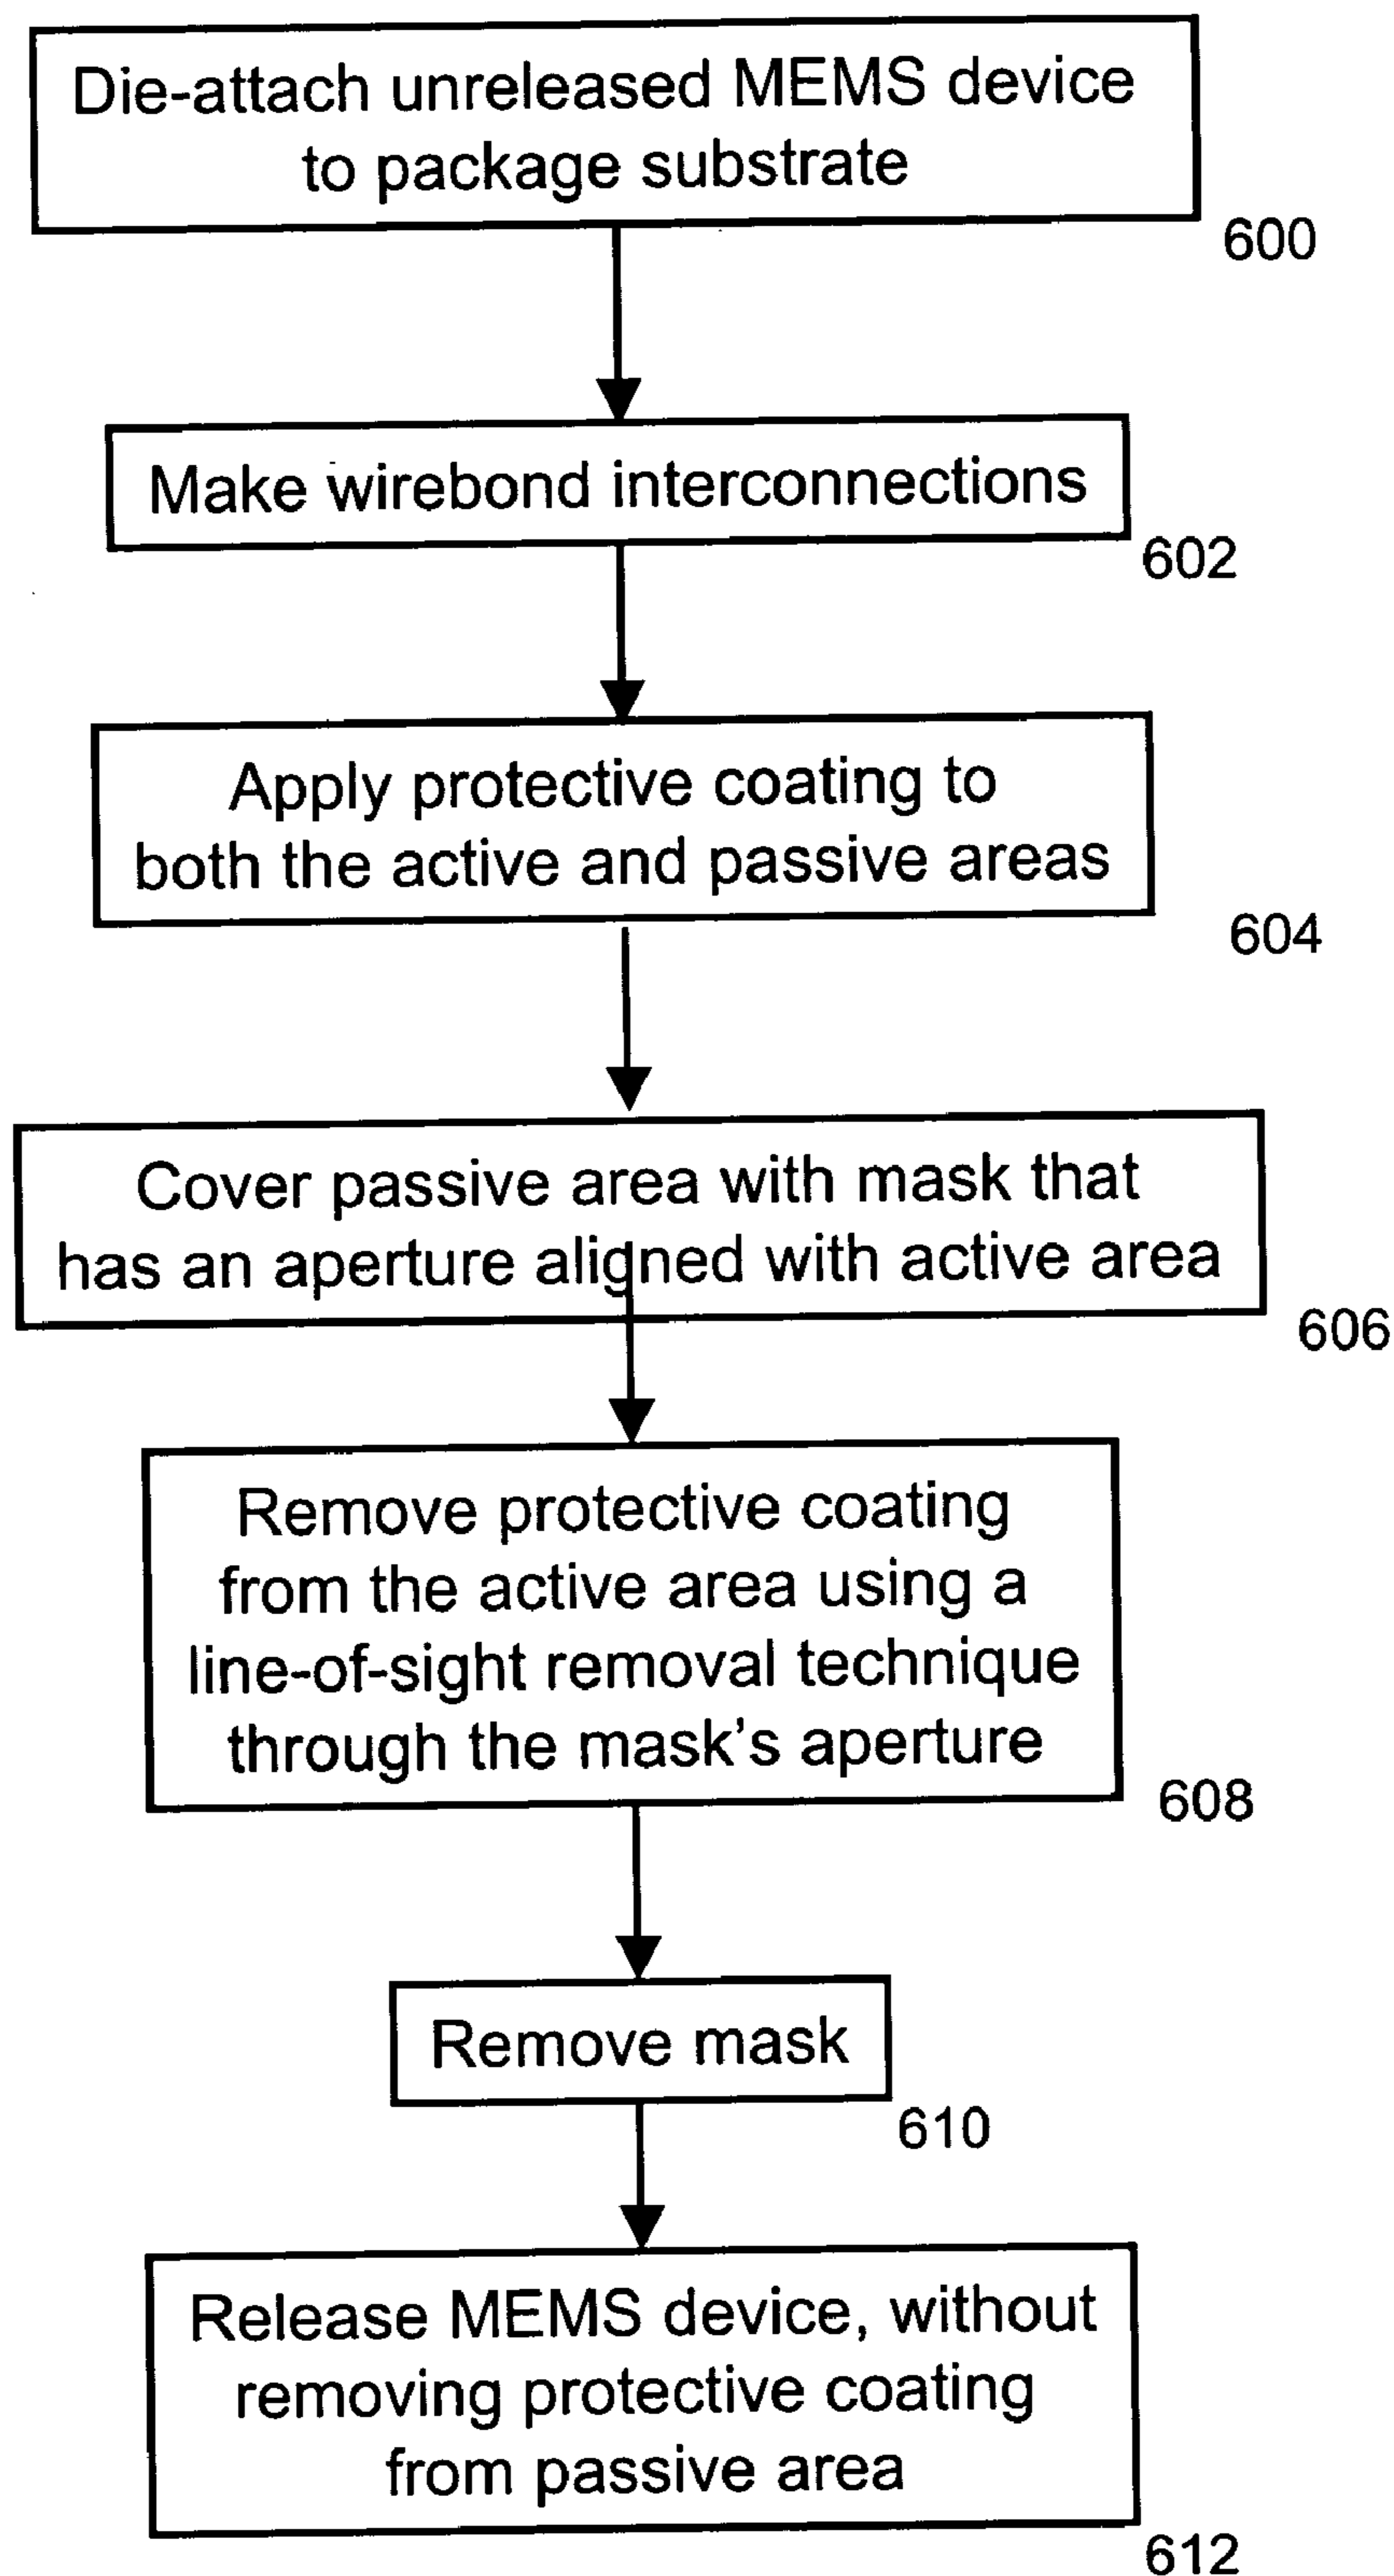 Die-attach unreleased MEMS device
to package substrate
600
Make wirebond interconnections
602
Apply protective coating to
both the active and passive areas
604
Cover passive area with mask that
has an aperture aligned with active area
606
Remove protective coating
from the active area using a
line-of-sight removal technique
through the mask's aperture
608
Remove mask
610
Release MEMS device, without
removing protective coating
from passive area
612